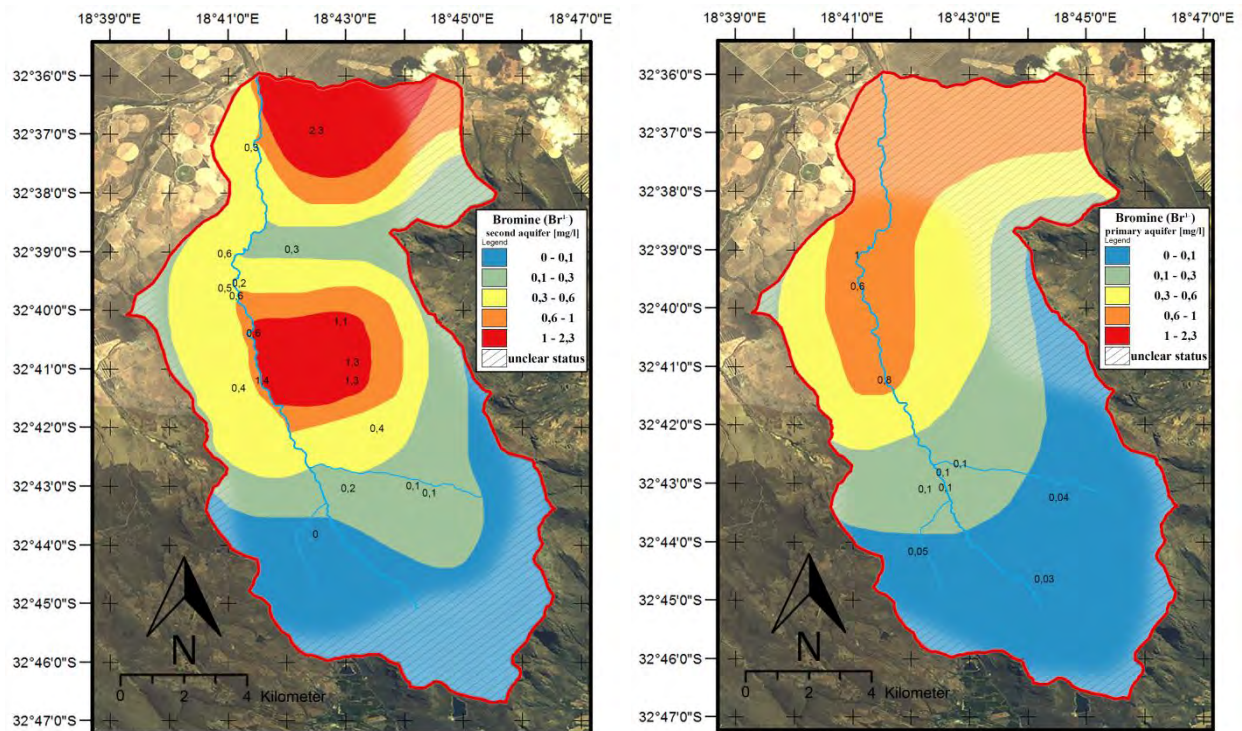 18°39'0"E 18°41'0"E 18°43'0"E 18°45'0"E 18°47'0"E
32°36'0"S
32°37'0"S
32°38'0"S
32°39'0"S
32°40'0"S
32°41'0"S
32°42'0"S
32°43'0"S
32°44'0"S
32°45'0"S
32°46'0"S
32°47'0"S
2,3
0,3
0,6
0,3
0,5
0,2
0,6
0,6
1,1
1,3
1,4
1,3
0,4
0,4
0,2
0,1
0,1
0
Bromine (Br¹⁻)
second aquifer [mg/l]
Legend
0 - 0,1
0,1 - 0,3
0,3 - 0,6
0,6 - 1
1 - 2,3
unclear status
N
0 2 4
Kilometer
18°39'0"E 18°41'0"E 18°43'0"E 18°45'0"E 18°47'0"E
32°36'0"S
32°37'0"S
32°38'0"S
32°39'0"S
32°40'0"S
32°41'0"S
32°42'0"S
32°43'0"S
32°44'0"S
32°45'0"S
32°46'0"S
32°47'0"S
1
0,6
0,8
0,1
0,1
0,1
0,1
0,04
0,05
0,03
Bromine (Br¹⁻)
primary aquifer [mg/l]
Legend
0 - 0,1
0,1 - 0,3
0,3 - 0,6
0,6 - 1
1 - 2,3
unclear status
N
0 2 4
Kilometer